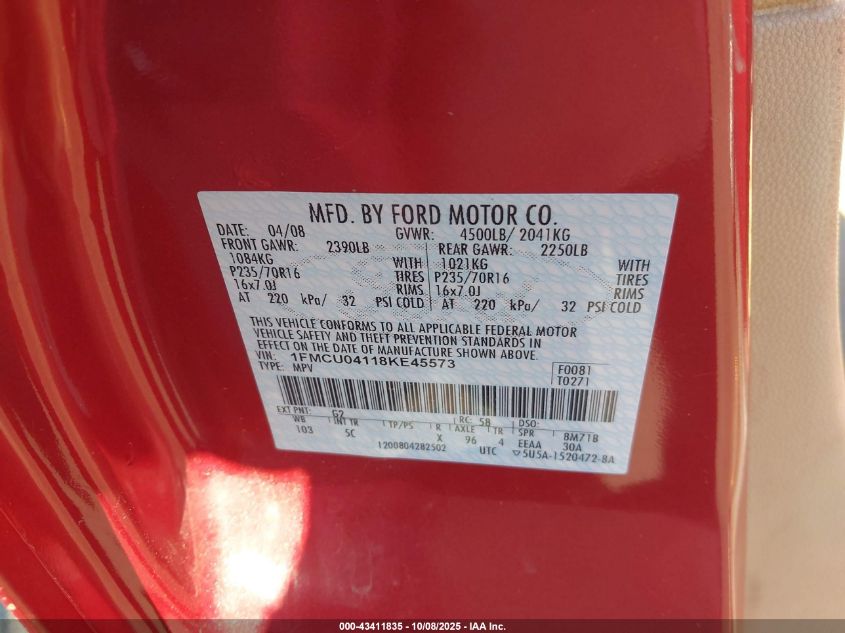 MFD. BY FORD MOTOR CO.
DATE: 04/08 GVWR: 4500LB/ 2041KG
FRONT GAWR: 2390LB REAR GAWR: 2250LB
1084KG WITH 1021KG WITH
P235/70R16 TIRES P235/70R16 TIRES
16x7.0J RIMS 16x7.0J RIMS
AT 220 kPa/ 32 PSI COLD AT 220 kPa/ 32 PSI COLD
THIS VEHICLE CONFORMS TO ALL APPLICABLE FEDERAL MOTOR
VEHICLE SAFETY AND THEFT PREVENTION STANDARDS IN
EFFECT ON THE DATE OF MANUFACTURE SHOWN ABOVE.
VIN: 1FMCU04118KE45573 F0081
TYPE: MPV T0271
EXT PNT: G2 RC: 58 DSO:
WB INT TR TP/PS R AXLE TR SPR 8M71B
103 5C X 96 4 EEAA 30A
1200804282502 UTC ▽5U5A-1520472-BA
000-43411835 - 10/08/2025 - IAA Inc.